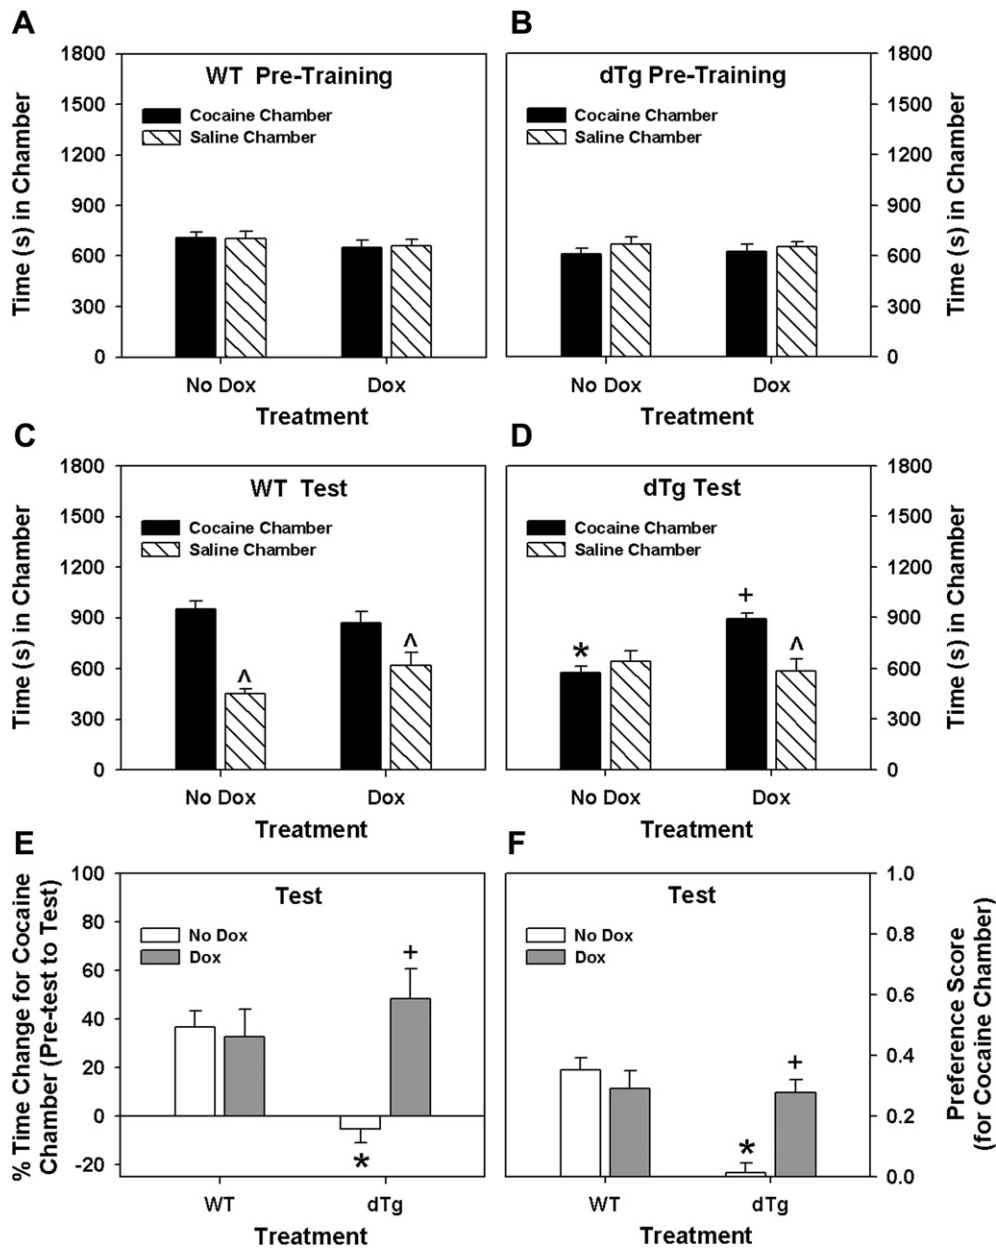 A
B
WT Pre-Training
dTg Pre-Training
Cocaine Chamber
Saline Chamber
Cocaine Chamber
Saline Chamber
Time (s) in Chamber
1800
1500
1200
900
600
300
0
1800
1500
1200
900
600
300
0
Time (s) in Chamber
No Dox
Dox
No Dox
Dox
Treatment
Treatment
C
D
WT Test
dTg Test
Cocaine Chamber
Saline Chamber
Cocaine Chamber
Saline Chamber
Time (s) in Chamber
1800
1500
1200
900
600
300
0
^
^
*
+
^
1800
1500
1200
900
600
300
0
Time (s) in Chamber
No Dox
Dox
No Dox
Dox
Treatment
Treatment
E
F
Test
Test
No Dox
Dox
No Dox
Dox
% Time Change for Cocaine
Chamber (Pre-test to Test)
100
80
60
40
20
0
-20
*
+
*
+
1.0
0.8
0.6
0.4
0.2
0.0
Preference Score
(for Cocaine Chamber)
WT
dTg
WT
dTg
Treatment
Treatment